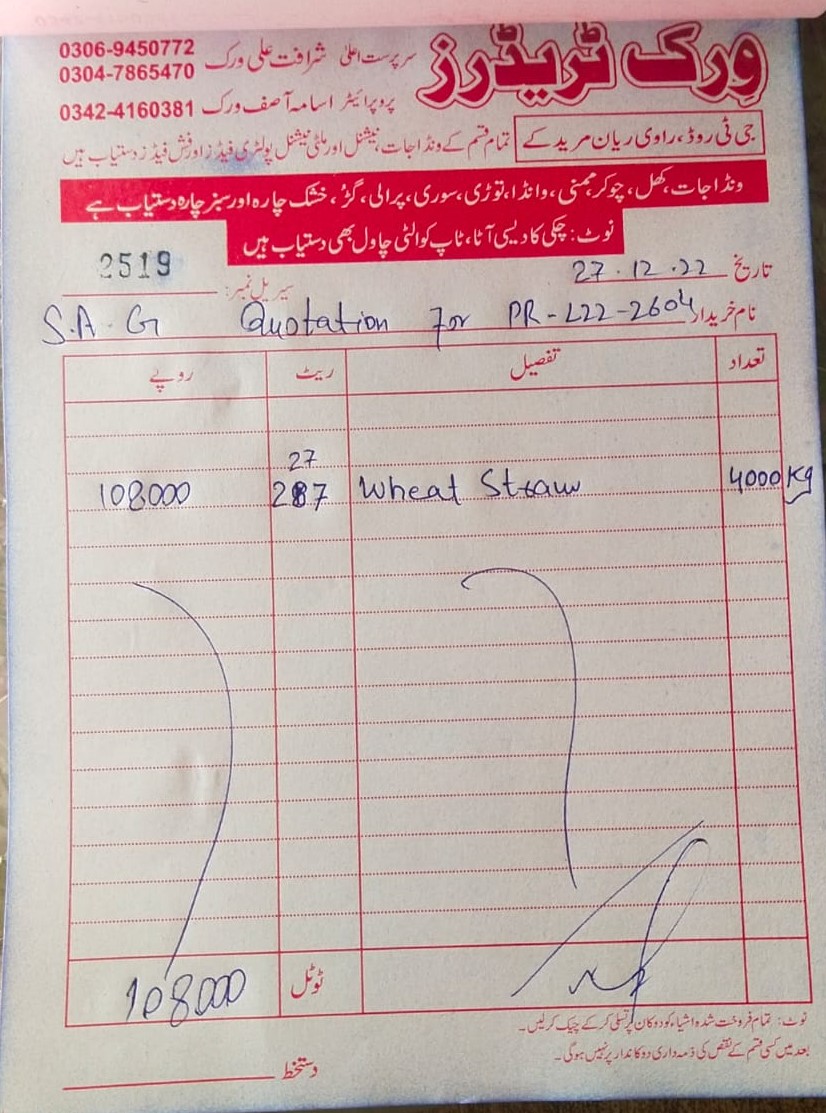 ورک ٹریڈرز
سرپرست اعلیٰ شرافت علی ورک 0306-9450772
0304-7865470
پروپرائیٹر اسامہ آصف ورک 0342-4160381
جی ٹی روڈ، راوی ریان مریدکے
تمام قسم کے ونڈا جات، نیشنل اور ملٹی نیشنل پولٹری فیڈز اور فش فیڈز دستیاب ہیں
ونڈا جات، کھل، چوکر، ممنی، وانڈا، توڑی، سوری، پرالی، گڑ، خشک چارہ اور سبز چارہ دستیاب ہے
نوٹ: چکی کا دیسی آٹا، ٹاپ کوالٹی چاول بھی دستیاب ہیں
تاریخ 27.12.22
سیریل نمبر: 2519
نام خریدار S.A.G Quotation For PR-L22-2604
تعداد تفصیل ریٹ روپے
27
4000 Kg Wheat Straw 287 108000
ٹوٹل 108000
نوٹ: تمام فروخت شدہ اشیاء کو دوکان پر تسلی کر کے چیک کر لیں۔
بعد میں کسی قسم کے نقص کی ذمہ داری دوکاندار پر نہیں ہوگی۔
دستخط